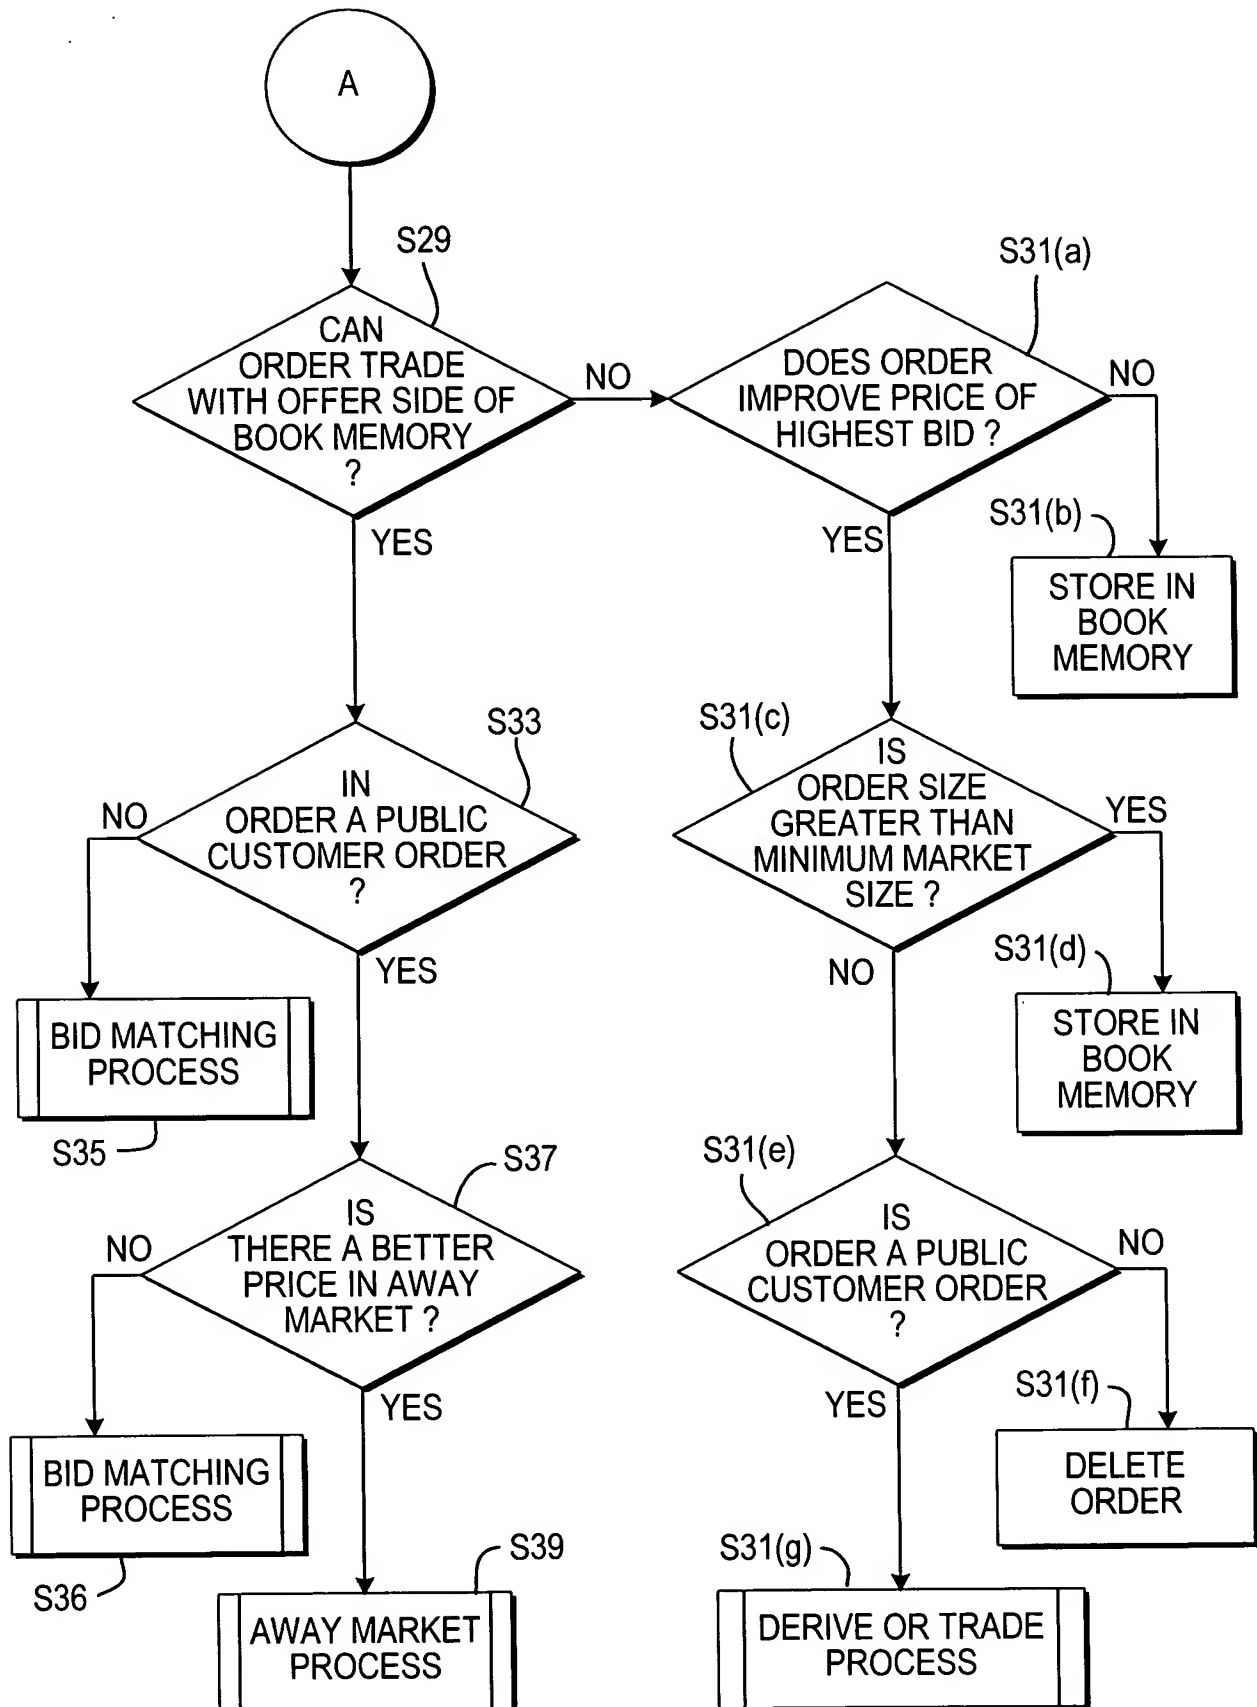 A
S29
CAN
ORDER TRADE
WITH OFFER SIDE OF
BOOK MEMORY
?
NO
YES
S31(a)
DOES ORDER
IMPROVE PRICE OF
HIGHEST BID ?
NO
YES
S31(b)
STORE IN
BOOK
MEMORY
S33
IN
ORDER A PUBLIC
CUSTOMER ORDER
?
NO
YES
S31(c)
IS
ORDER SIZE
GREATER THAN
MINIMUM MARKET
SIZE ?
YES
NO
S31(d)
STORE IN
BOOK
MEMORY
BID MATCHING
PROCESS
S35
S37
IS
THERE A BETTER
PRICE IN AWAY
MARKET ?
NO
YES
S31(e)
IS
ORDER A PUBLIC
CUSTOMER ORDER
?
NO
YES
S31(f)
DELETE
ORDER
BID MATCHING
PROCESS
S36
S39
AWAY MARKET
PROCESS
S31(g)
DERIVE OR TRADE
PROCESS